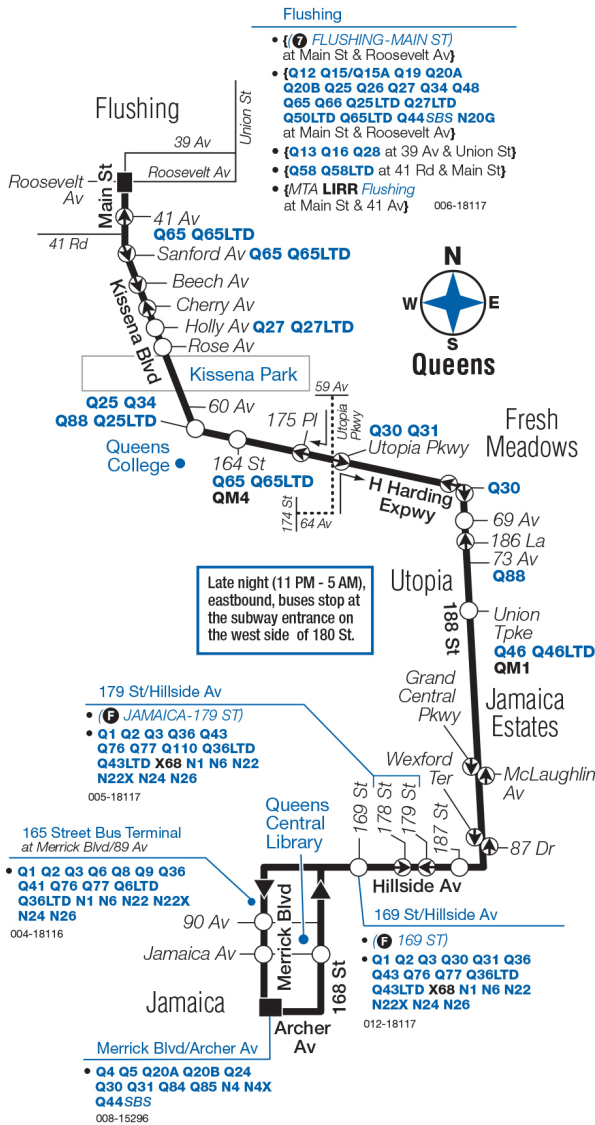 Flushing
• {(7 FLUSHING-MAIN ST)
at Main St & Roosevelt Av}
• {Q12 Q15/Q15A Q19 Q20A
Q20B Q25 Q26 Q27 Q34 Q48
Q65 Q66 Q25LTD Q27LTD
Q50LTD Q65LTD Q44SBS N20G
at Main St & Roosevelt Av}
• {Q13 Q16 Q28 at 39 Av & Union St}
• {Q58 Q58LTD at 41 Rd & Main St}
• {MTA LIRR Flushing
at Main St & 41 Av}
006-18117
Flushing
Union St
39 Av
Roosevelt Av
Roosevelt
Av
Main St
41 Av
Q65 Q65LTD
41 Rd
Sanford Av Q65 Q65LTD
Beech Av
Cherry Av
Holly Av Q27 Q27LTD
Rose Av
Kissena Blvd
Kissena Park
N
W
E
S
Queens
60 Av
Q25 Q34
Q88 Q25LTD
Queens
College
164 St
Q65 Q65LTD
QM4
175 Pl
59 Av
Utopia
Pkwy
Q30 Q31
Utopia Pkwy
174 St
64 Av
H Harding
Expwy
Fresh
Meadows
Q30
69 Av
186 La
73 Av
Q88
Utopia
188 St
Union
Tpke
Q46 Q46LTD
QM1
Late night (11 PM - 5 AM),
eastbound, buses stop at
the subway entrance on
the west side of 180 St.
Grand
Central
Pkwy
Jamaica
Estates
McLaughlin
Av
Wexford
Ter
87 Dr
179 St/Hillside Av
• (F JAMAICA-179 ST)
• Q1 Q2 Q3 Q36 Q43
Q76 Q77 Q110 Q36LTD
Q43LTD X68 N1 N6 N22
N22X N24 N26
005-18117
169 St
178 St
179 St
187 St
Hillside Av
Queens
Central
Library
165 Street Bus Terminal
at Merrick Blvd/89 Av
• Q1 Q2 Q3 Q6 Q8 Q9 Q36
Q41 Q76 Q77 Q6LTD
Q36LTD N1 N6 N22 N22X
N24 N26
004-18116
169 St/Hillside Av
• (F 169 ST)
• Q1 Q2 Q3 Q30 Q31 Q36
Q43 Q76 Q77 Q36LTD
Q43LTD X68 N1 N6 N22
N22X N24 N26
012-18117
90 Av
Jamaica Av
Merrick Blvd
168 St
Jamaica
Archer
Av
Merrick Blvd/Archer Av
• Q4 Q5 Q20A Q20B Q24
Q30 Q31 Q84 Q85 N4 N4X
Q44SBS
008-15296